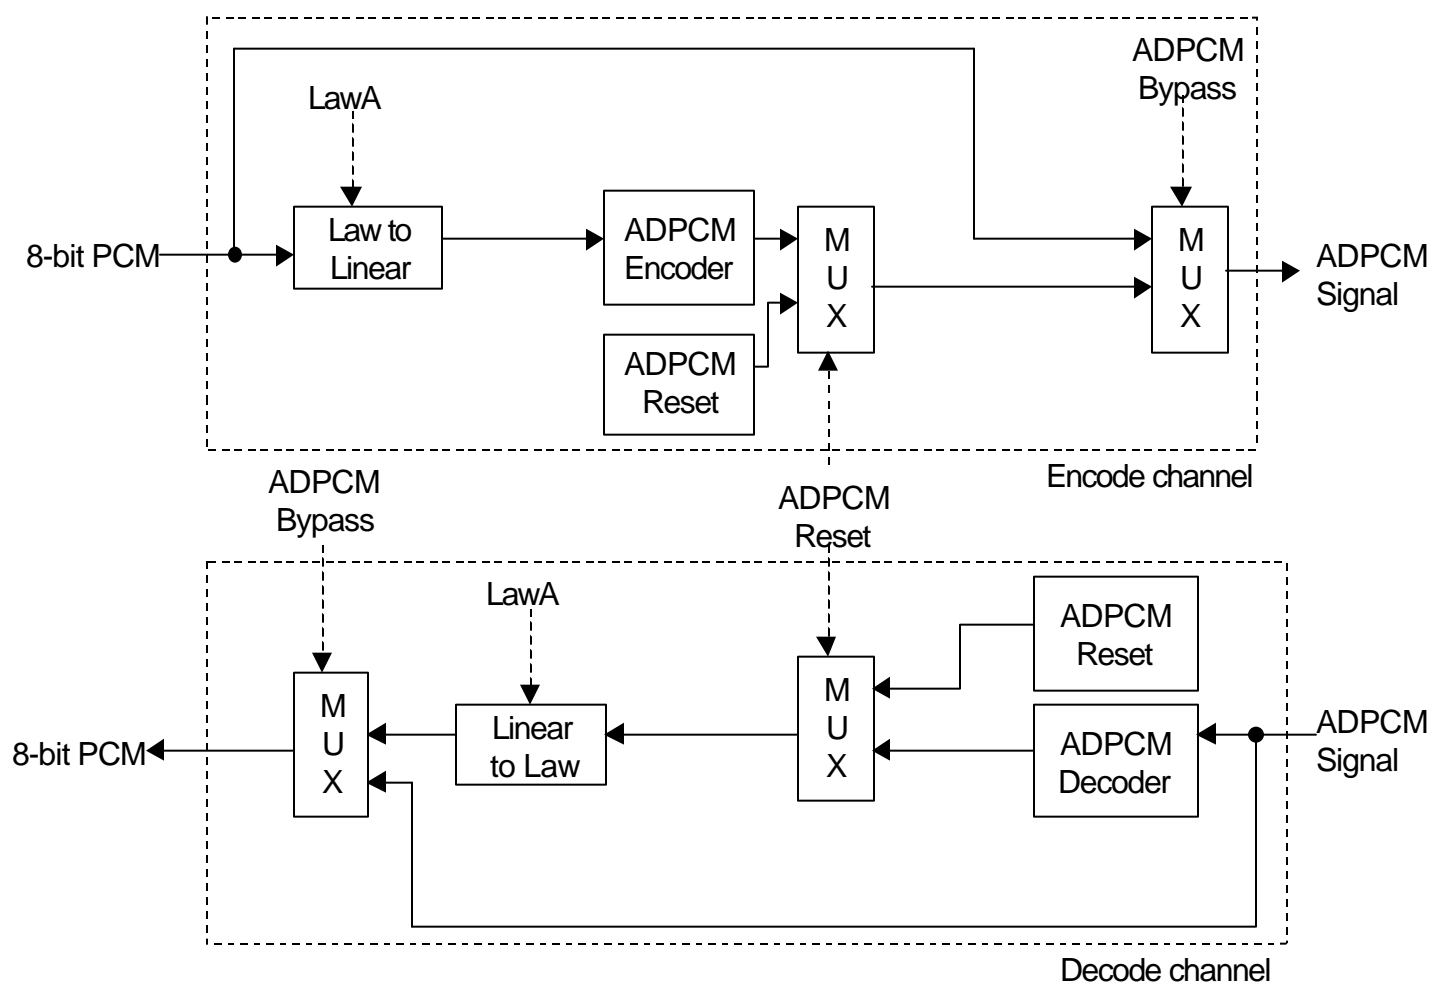 ADPCM
Bypass
LawA
8-bit PCM
Law to
Linear
ADPCM
Encoder
M
U
X
M
U
X
ADPCM
Signal
ADPCM
Reset
Encode channel
ADPCM
Bypass
ADPCM
Reset
LawA
ADPCM
Reset
M
U
X
Linear
to Law
M
U
X
ADPCM
Decoder
ADPCM
Signal
8-bit PCM
Decode channel